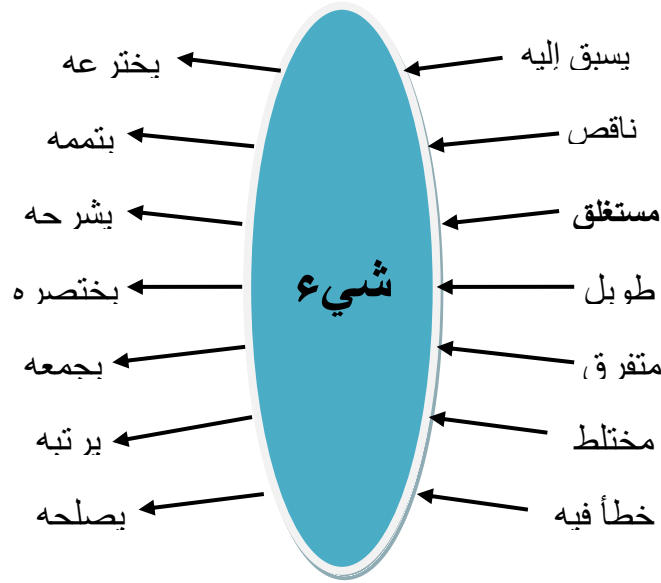 يسبق إليه
يخترعه
ناقص
يتممه
مستغلق
يشرحه
شيء
طويل
يختصره
متفرق
يجمعه
مختلط
يرتبه
خطأ فيه
يصلحه